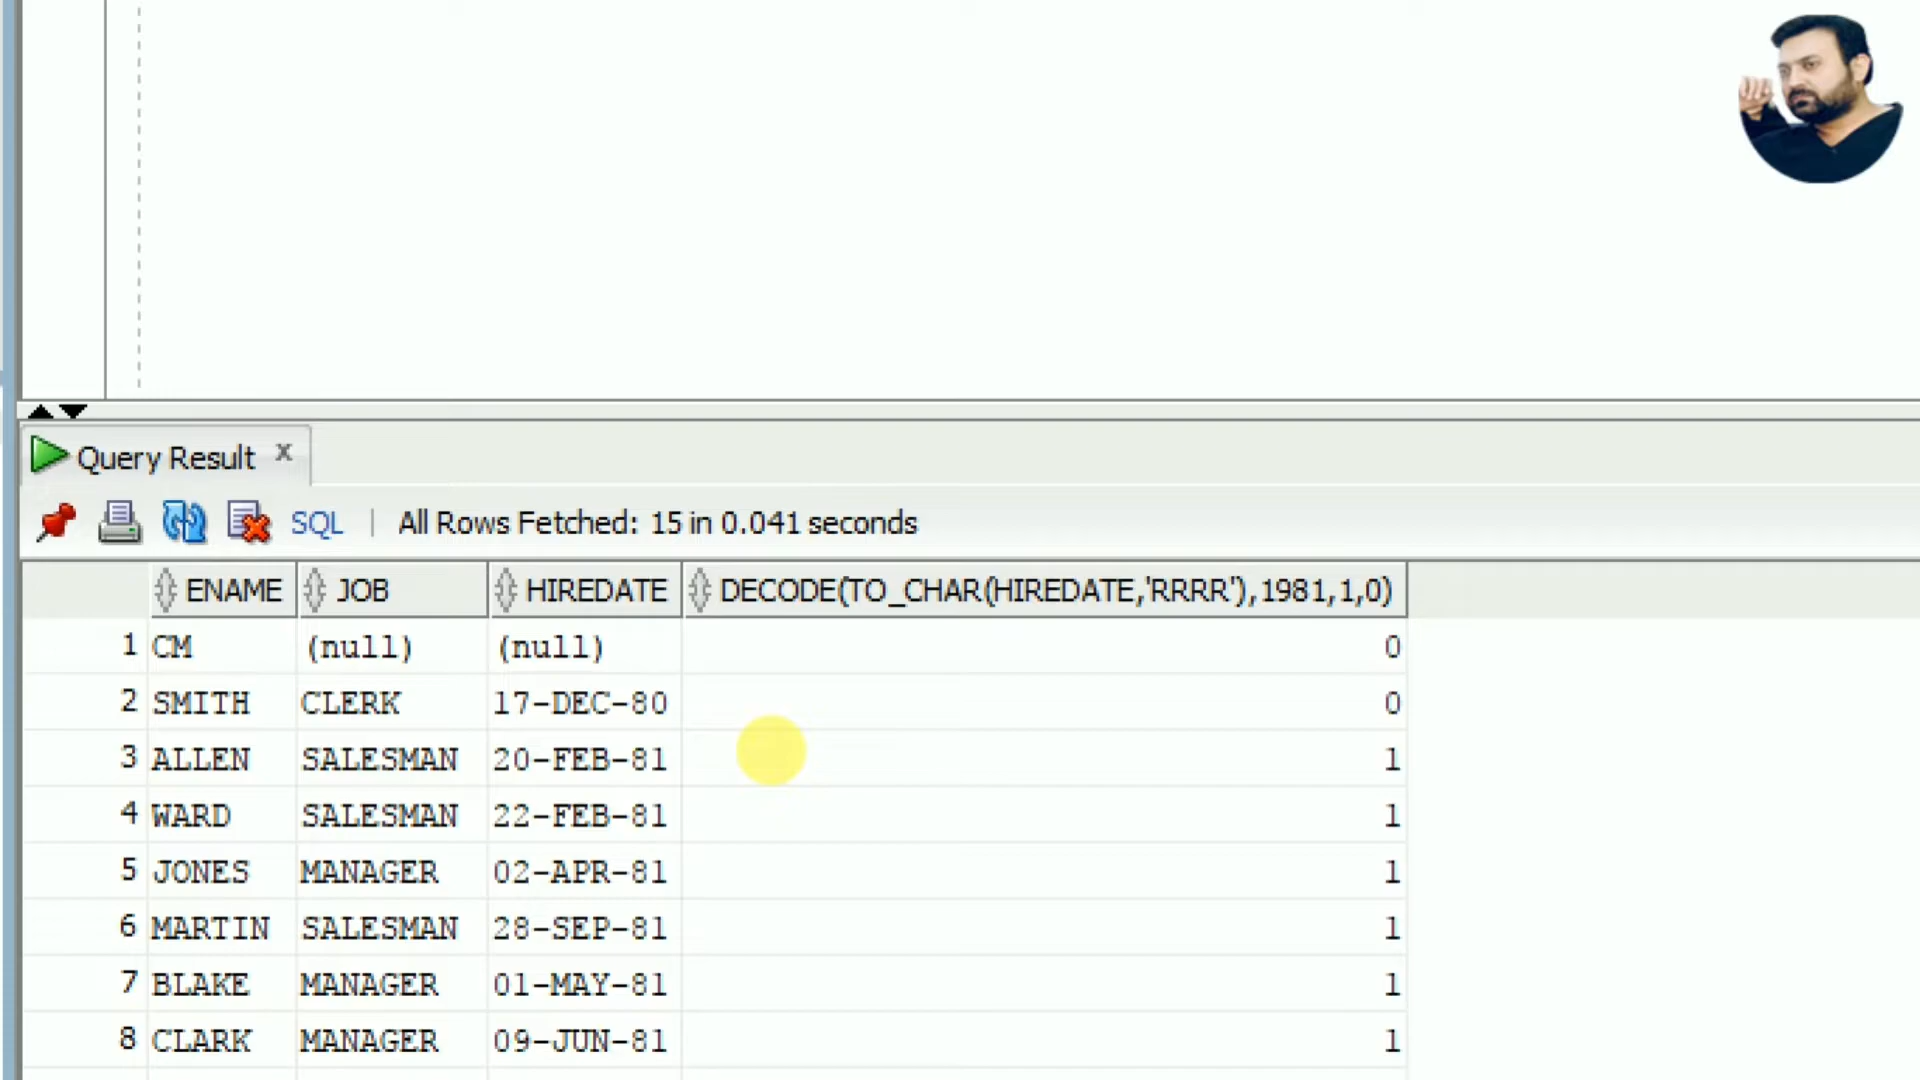 Query Result x
SQL | All Rows Fetched: 15 in 0.041 seconds
ENAME JOB HIREDATE DECODE(TO_CHAR(HIREDATE,'RRRR'),1981,1,0)
1 CM (null) (null) 0
2 SMITH CLERK 17-DEC-80 0
3 ALLEN SALESMAN 20-FEB-81 1
4 WARD SALESMAN 22-FEB-81 1
5 JONES MANAGER 02-APR-81 1
6 MARTIN SALESMAN 28-SEP-81 1
7 BLAKE MANAGER 01-MAY-81 1
8 CLARK MANAGER 09-JUN-81 1